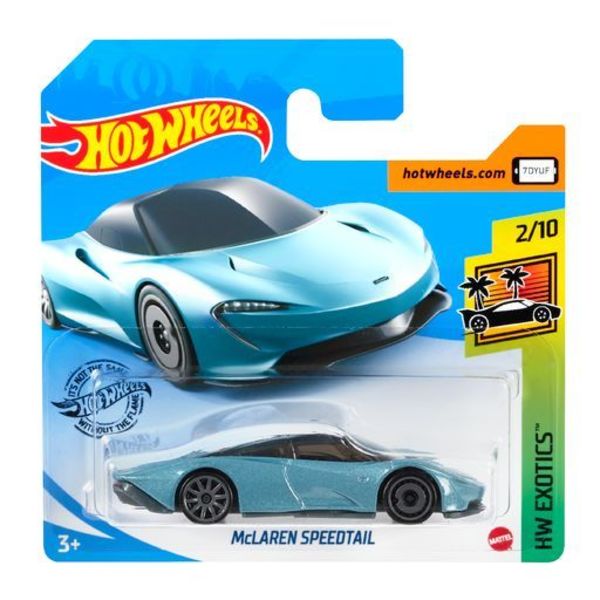 HOT WHEELS
hotwheels.com
7DYUF
2/10
IT'S NOT THE SAME
HOT WHEELS
WITHOUT THE FLAME
HW EXOTICS™
McLAREN SPEEDTAIL
3+
MATTEL